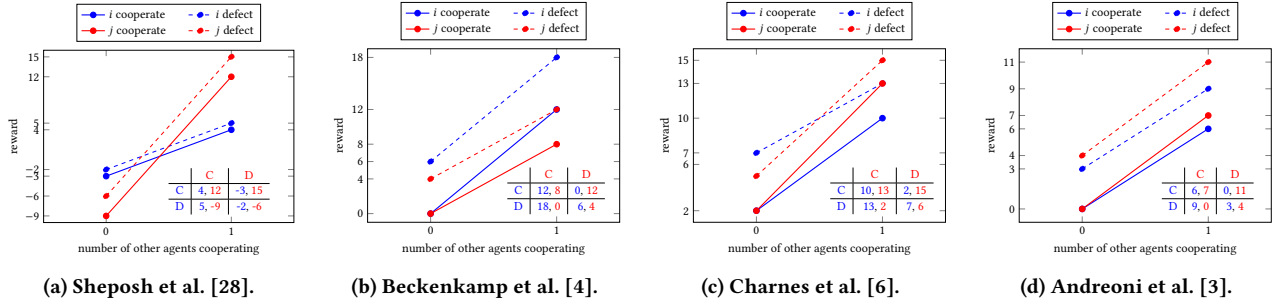 i cooperate i defect
j cooperate j defect
15
12
5
4
−2
−3
−6
−9
reward
C D
C 4, 12 -3, 15
D 5, -9 -2, -6
0 1
number of other agents cooperating
(a) Sheposh et al. [28].
i cooperate i defect
j cooperate j defect
18
12
8
6
4
0
reward
C D
C 12, 8 0, 12
D 18, 0 6, 4
0 1
number of other agents cooperating
(b) Beckenkamp et al. [4].
i cooperate i defect
j cooperate j defect
15
13
10
7
6
2
reward
C D
C 10, 13 2, 15
D 13, 2 7, 6
0 1
number of other agents cooperating
(c) Charnes et al. [6].
i cooperate i defect
j cooperate j defect
11
9
7
6
4
3
0
reward
C D
C 6, 7 0, 11
D 9, 0 3, 4
0 1
number of other agents cooperating
(d) Andreoni et al. [3].